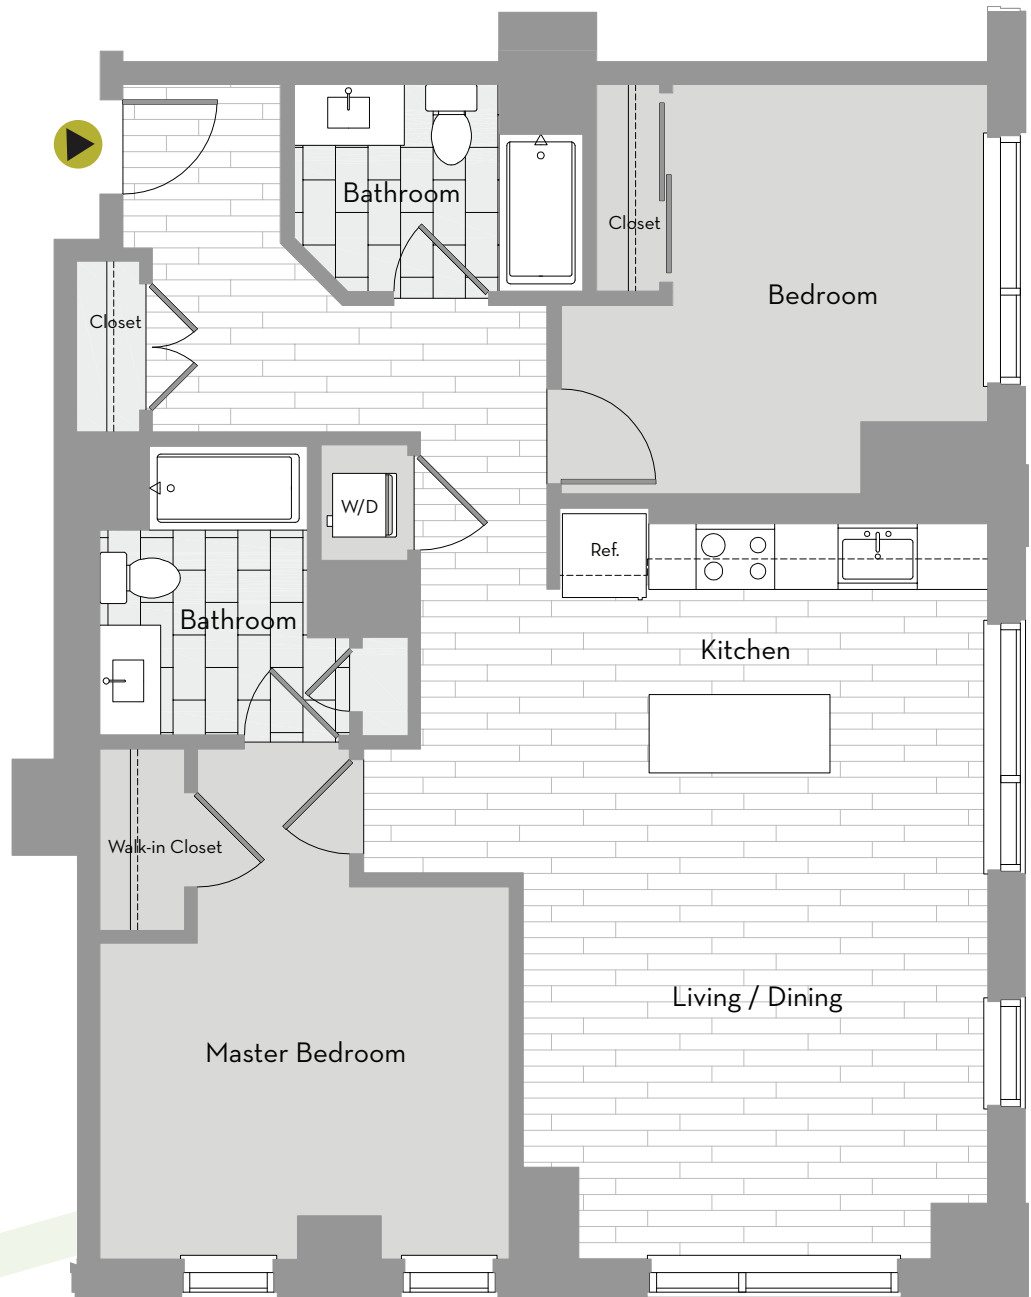 Bathroom
Closet
Bedroom
Closet
W/D
Ref.
Bathroom
Kitchen
Walk-in Closet
Living / Dining
Master Bedroom